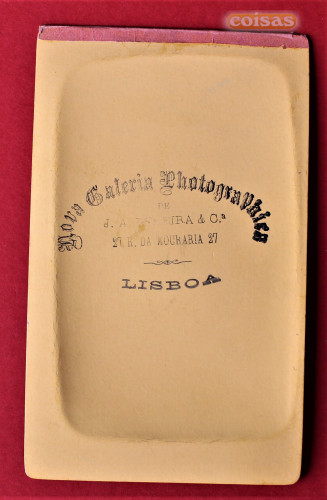 coisas
Nova Galeria Photographica
DE
J. A. & C.ª
27 R. DA MOURARIA 27
LISBOA